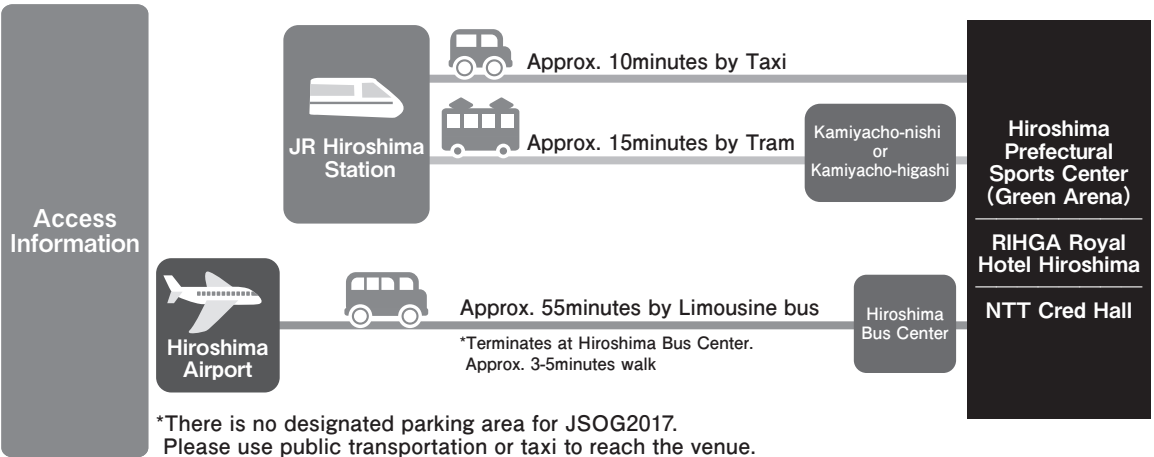 Access
Information
JR Hiroshima
Station
Approx. 10minutes by Taxi
Approx. 15minutes by Tram
Kamiyacho-nishi
or
Kamiyacho-higashi
Hiroshima
Airport
Approx. 55minutes by Limousine bus
*Terminates at Hiroshima Bus Center.
Approx. 3-5minutes walk
Hiroshima
Bus Center
Hiroshima
Prefectural
Sports Center
(Green Arena)
RIHGA Royal
Hotel Hiroshima
NTT Cred Hall
*There is no designated parking area for JSOG2017.
Please use public transportation or taxi to reach the venue.